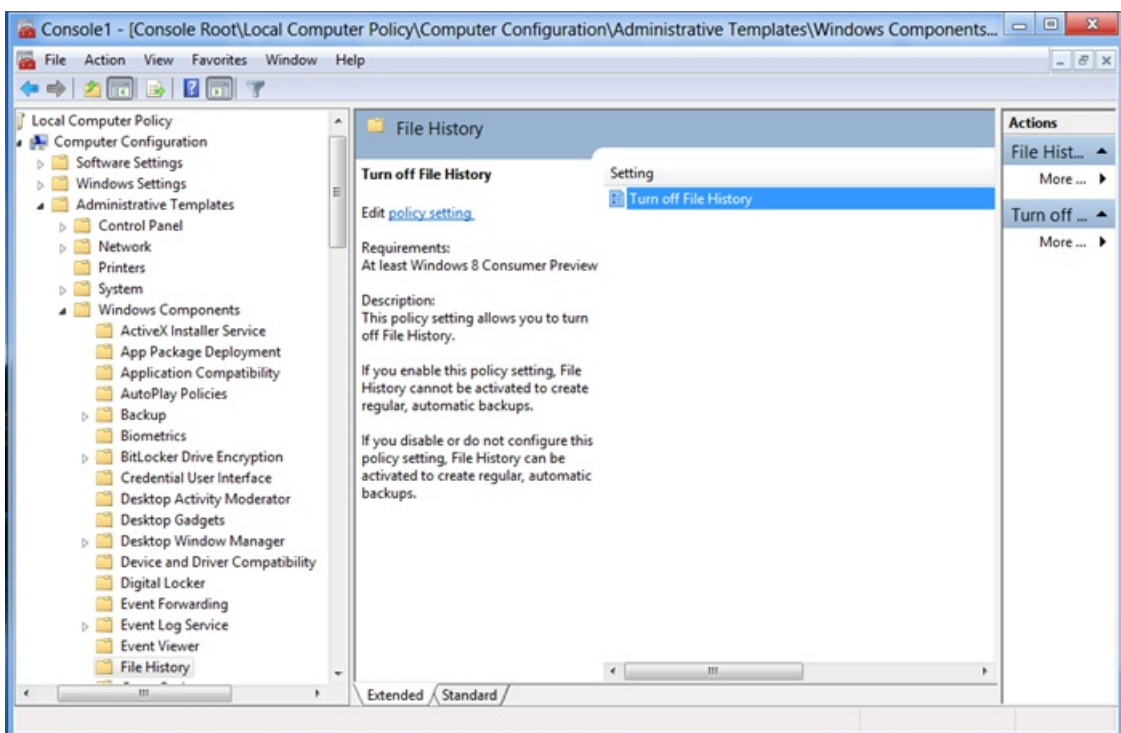 Console1 - [Console Root\Local Computer Policy\Computer Configuration\Administrative Templates\Windows Components...
File Action View Favorites Window Help
Local Computer Policy
Computer Configuration
Software Settings
Windows Settings
Administrative Templates
Control Panel
Network
Printers
System
Windows Components
ActiveX Installer Service
App Package Deployment
Application Compatibility
AutoPlay Policies
Backup
Biometrics
BitLocker Drive Encryption
Credential User Interface
Desktop Activity Moderator
Desktop Gadgets
Desktop Window Manager
Device and Driver Compatibility
Digital Locker
Event Forwarding
Event Log Service
Event Viewer
File History
File History
Turn off File History
Edit policy setting
Requirements:
At least Windows 8 Consumer Preview
Description:
This policy setting allows you to turn
off File History.
If you enable this policy setting, File
History cannot be activated to create
regular, automatic backups.
If you disable or do not configure this
policy setting, File History can be
activated to create regular, automatic
backups.
Setting
Turn off File History
Extended
Standard
Actions
File Hist...
More ...
Turn off ...
More ...